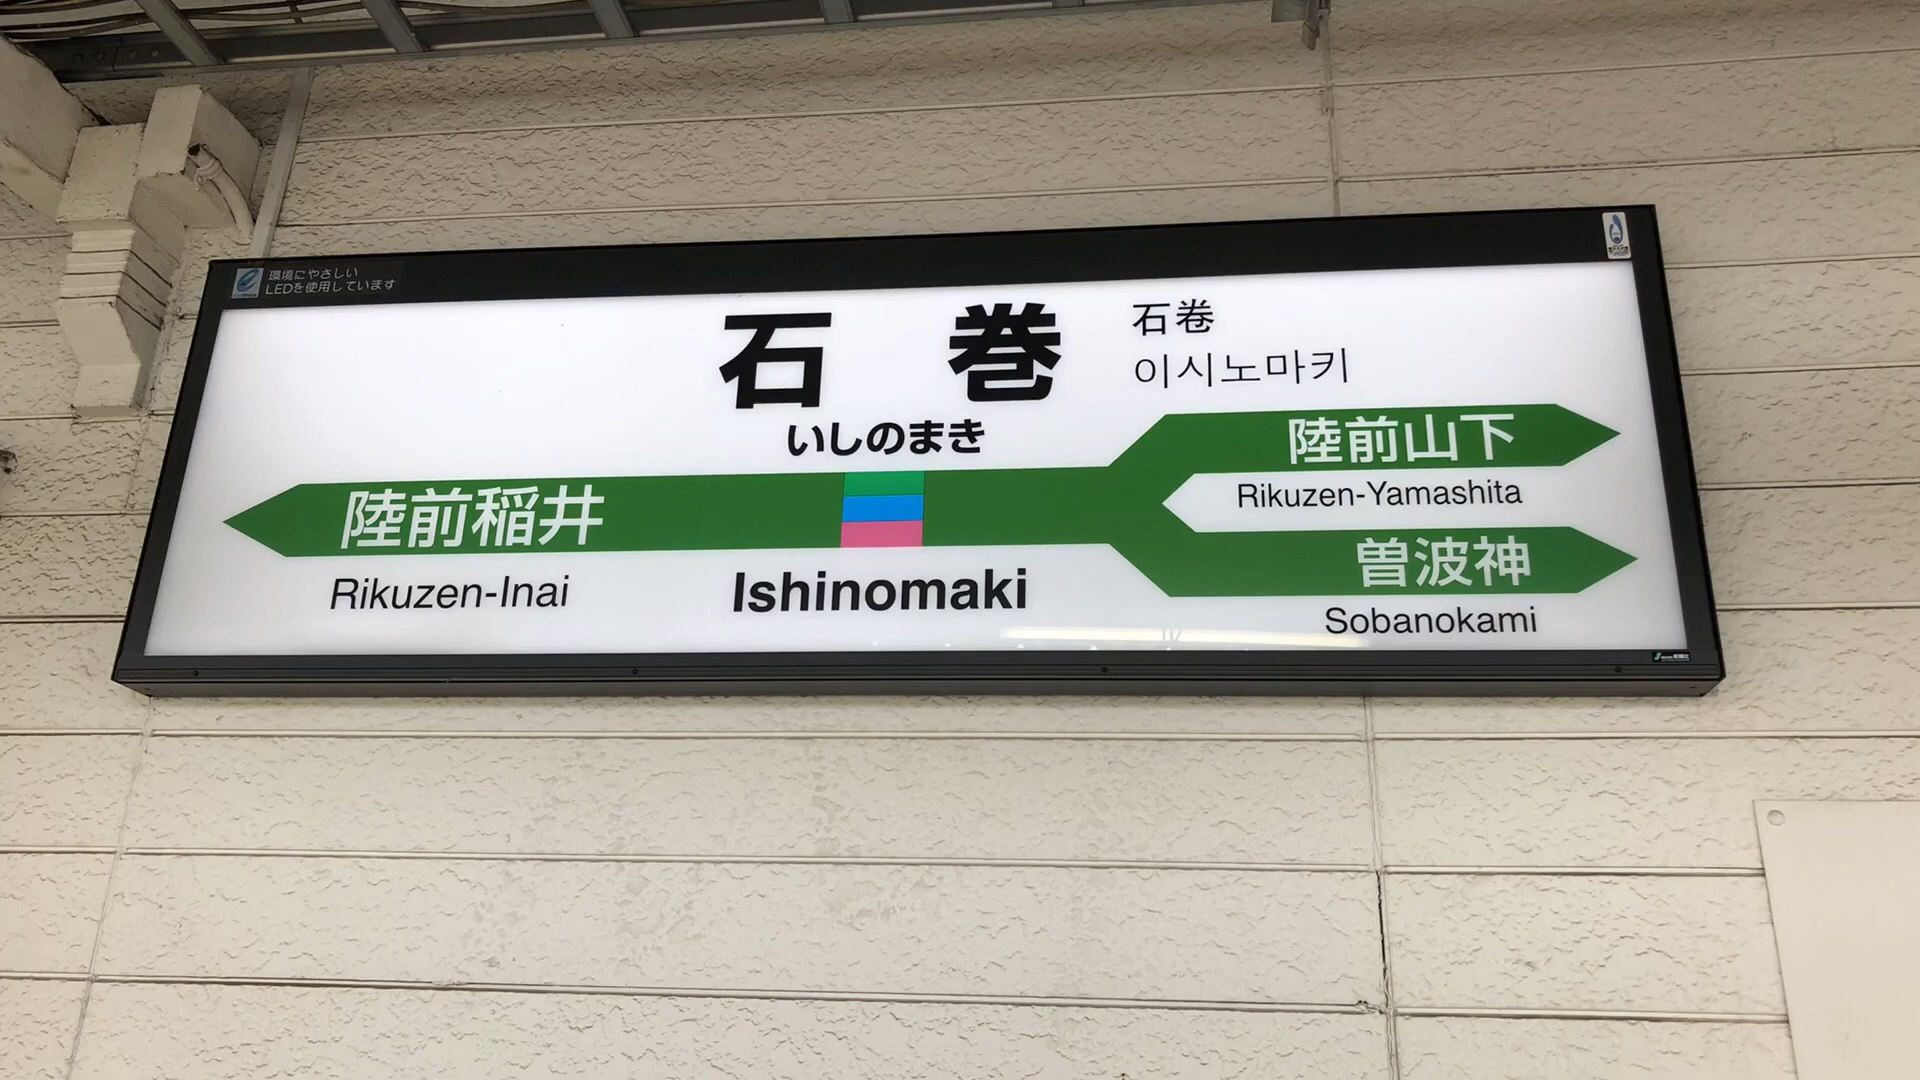 環境にやさしい
LEDを使用しています
石巻
石卷
이시노마키
いしのまき
陸前山下
Rikuzen-Yamashita
陸前稲井
Rikuzen-Inai
Ishinomaki
曽波神
Sobanokami